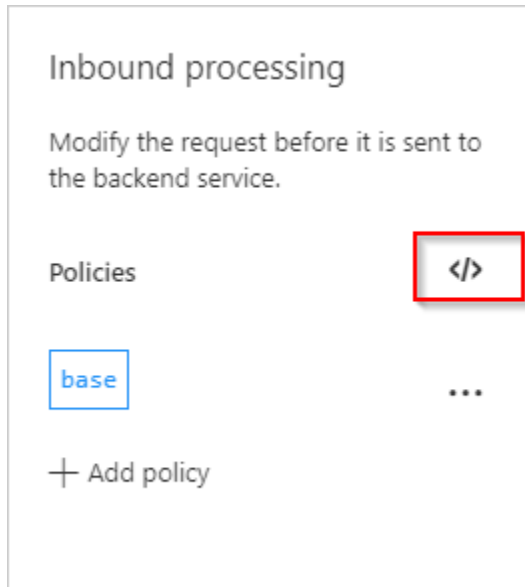 Inbound processing
Modify the request before it is sent to
the backend service.
Policies </>
base ...
+ Add policy